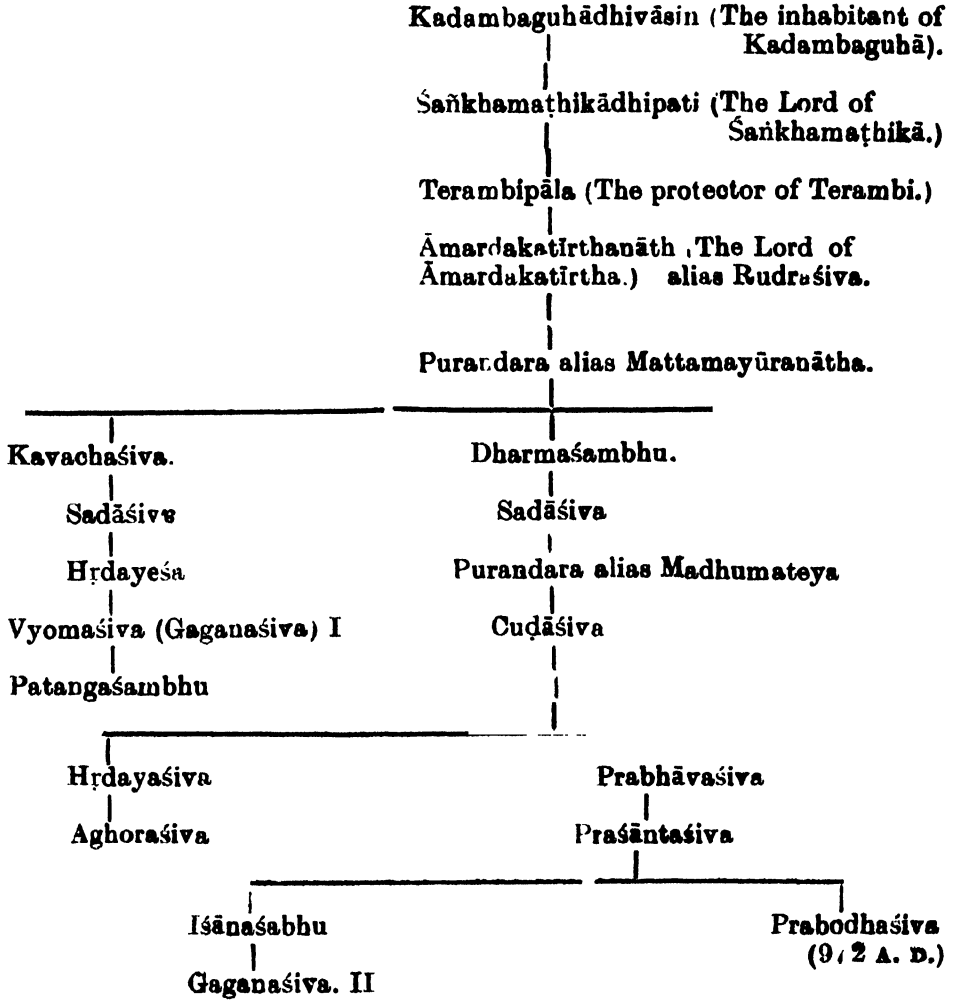 Kadambaguhādhivāsin (The inhabitant of
Kadambaguhā).
Śañkhamaṭhikādhipati (The Lord of
Śaṅkhamaṭhikā.)
Terambipāla (The protector of Terambi.)
Āmardakatīrthanāth (The Lord of
Āmardakatīrtha.) alias Rudraśiva.
Purandara alias Mattamayūranātha.
Kavachaśiva.
Dharmaśambhu.
Sadāśiva
Sadāśiva
Hṛdayeśa
Purandara alias Madhumateya
Vyomaśiva (Gaganaśiva) I
Cuḍāśiva
Patangaśambhu
Hṛdayaśiva
Prabhāvaśiva
Aghoraśiva
Praśāntaśiva
Iśānaśabhu
Prabodhaśiva
A. D.)
Gaganaśiva. II